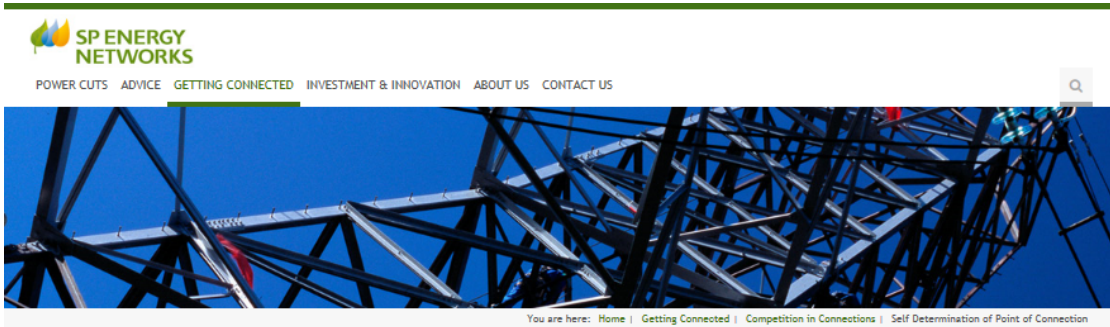 SP ENERGY
NETWORKS
POWER CUTS ADVICE GETTING CONNECTED INVESTMENT & INNOVATION ABOUT US CONTACT US
You are here: Home | Getting Connected | Competition in Connections | Self Determination of Point of Connection